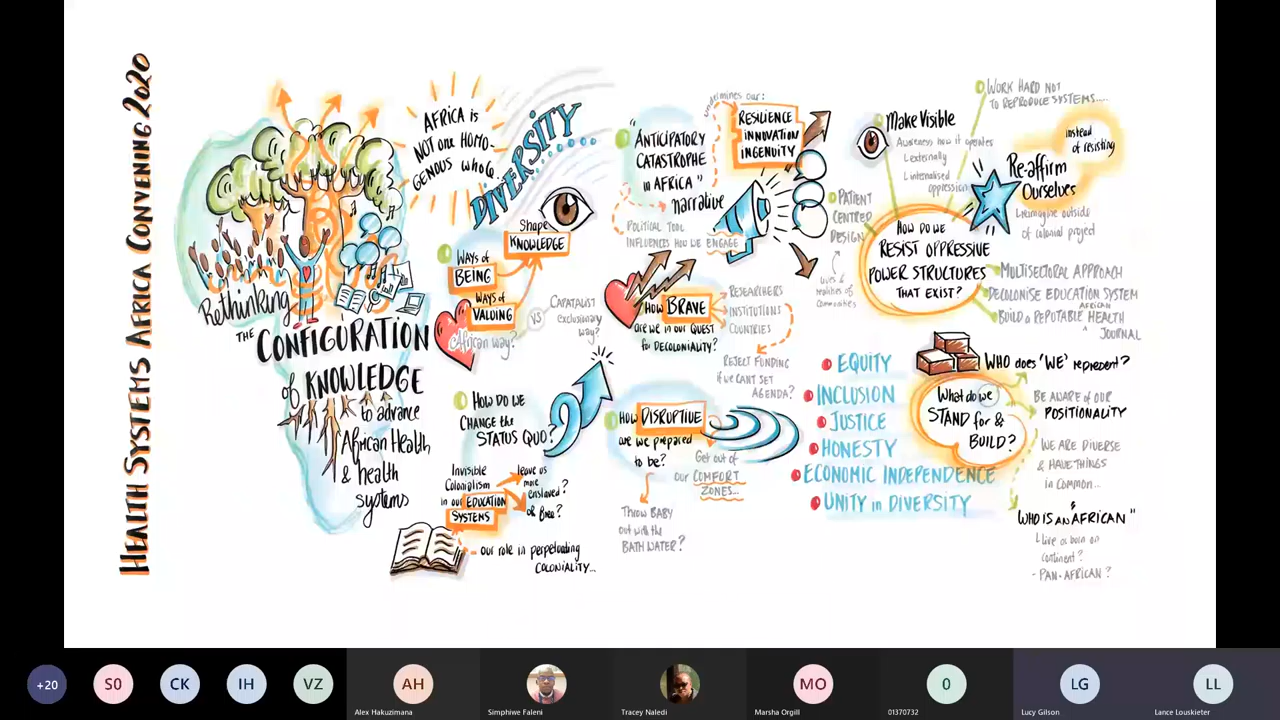 HEALTH SYSTEMS AFRICA CONVENING 2020
Rethinking
THE CONFIGURATION
of KNOWLEDGE
to advance
African Health
& health
systems
AFRICA IS
NOT one HOMO-
GENOUS whole.
DIVERSITY
Shape
KNOWLEDGE
WAYS of
BEING
WAYS of
VALUING
African way?
VS
CAPATALIST
exclusionary
way?
HOW DO WE
CHANGE the
STATUS QUO?
Invisible
Colonialism
in our EDUCATION
SYSTEMS
leave us
more
enslaved?
or free?
our role in perpetuating
COLONIALITY...
"ANTICIPATORY
CATASTROPHE
in AFRICA"
narrative
undermines our:
RESILIENCE
INNOVATION
INGENUITY
POLITICAL TOOL
INFLUENCES HOW WE ENGAGE
HOW BRAVE
are we in our QUEST
for DECOLONIALITY?
RESEARCHERS
INSTITUTIONS
COUNTRIES
REJECT FUNDING
if we CAN'T SET
AGENDA?
HOW DISRUPTIVE
are we prepared
to be?
Get out of
our COMFORT
ZONES...
THROW BABY
out with the
BATH WATER?
Make Visible
Awareness how it operates
externally
internalised
oppression
WORK HARD NOT
TO REPRODUCE SYSTEMS....
instead
of resisting
Re-affirm
Ourselves
reimagine outside
of colonial project
PATIENT
CENTRED
DESIGN
lives &
realities of
communities
HOW DO WE
RESIST OPPRESSIVE
POWER STRUCTURES
THAT EXIST?
MULTISECTORAL APPROACH
DECOLONISE EDUCATION SYSTEM
BUILD A REPUTABLE AFRICAN HEALTH
JOURNAL
EQUITY
INCLUSION
JUSTICE
HONESTY
ECONOMIC INDEPENDENCE
UNITY in DIVERSITY
What do we
STAND for &
BUILD?
WHO does 'WE' represent?
BE AWARE of OUR
POSITIONALITY
WE ARE DIVERSE
& HAVE THINGS
in COMMON...
"WHO IS AN AFRICAN"
live or born on
continent?
- PAN-AFRICAN?
+20
S0
CK
IH
VZ
AH
MO
0
LG
LL
Alex Hakuzimana
Simphiwe Faleni
Tracey Naledi
Marsha Orgill
01370732
Lucy Gilson
Lance Louskieter